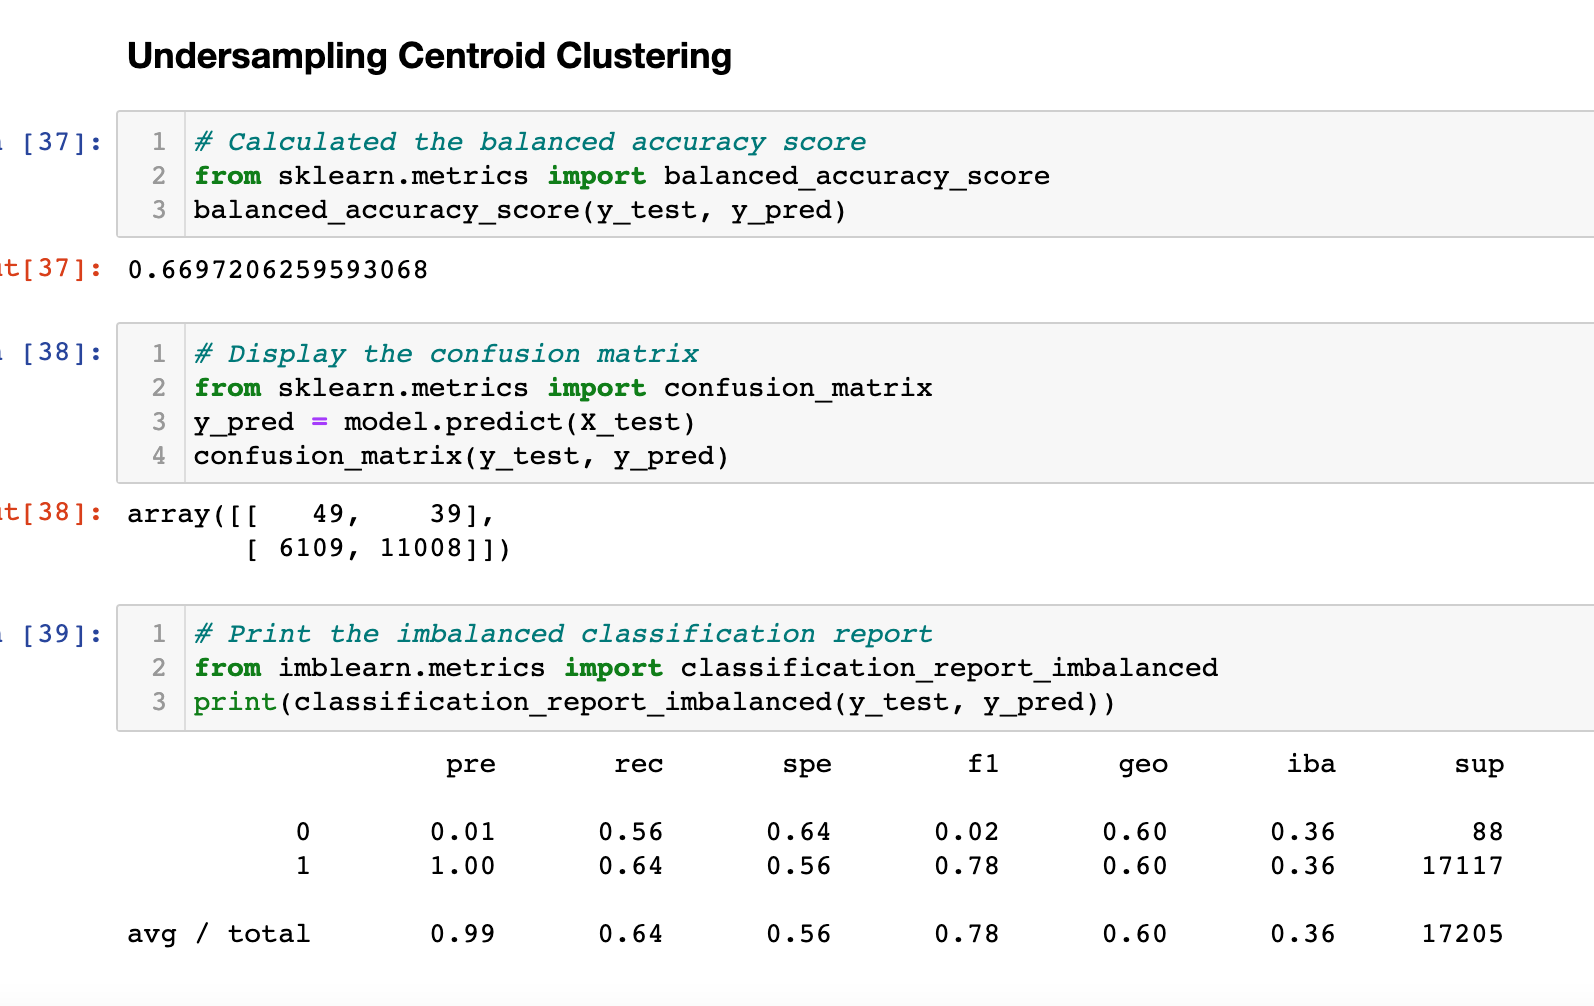 Undersampling Centroid Clustering
[37]:
1 # Calculated the balanced accuracy score
2 from sklearn.metrics import balanced_accuracy_score
3 balanced_accuracy_score(y_test, y_pred)
t[37]: 0.6697206259593068
[38]:
1 # Display the confusion matrix
2 from sklearn.metrics import confusion_matrix
3 y_pred = model.predict(X_test)
4 confusion_matrix(y_test, y_pred)
t[38]: array([[   49,    39],
       [ 6109, 11008]])
[39]:
1 # Print the imbalanced classification report
2 from imblearn.metrics import classification_report_imbalanced
3 print(classification_report_imbalanced(y_test, y_pred))
pre rec spe f1 geo iba sup
0 0.01 0.56 0.64 0.02 0.60 0.36 88
1 1.00 0.64 0.56 0.78 0.60 0.36 17117
avg / total 0.99 0.64 0.56 0.78 0.60 0.36 17205